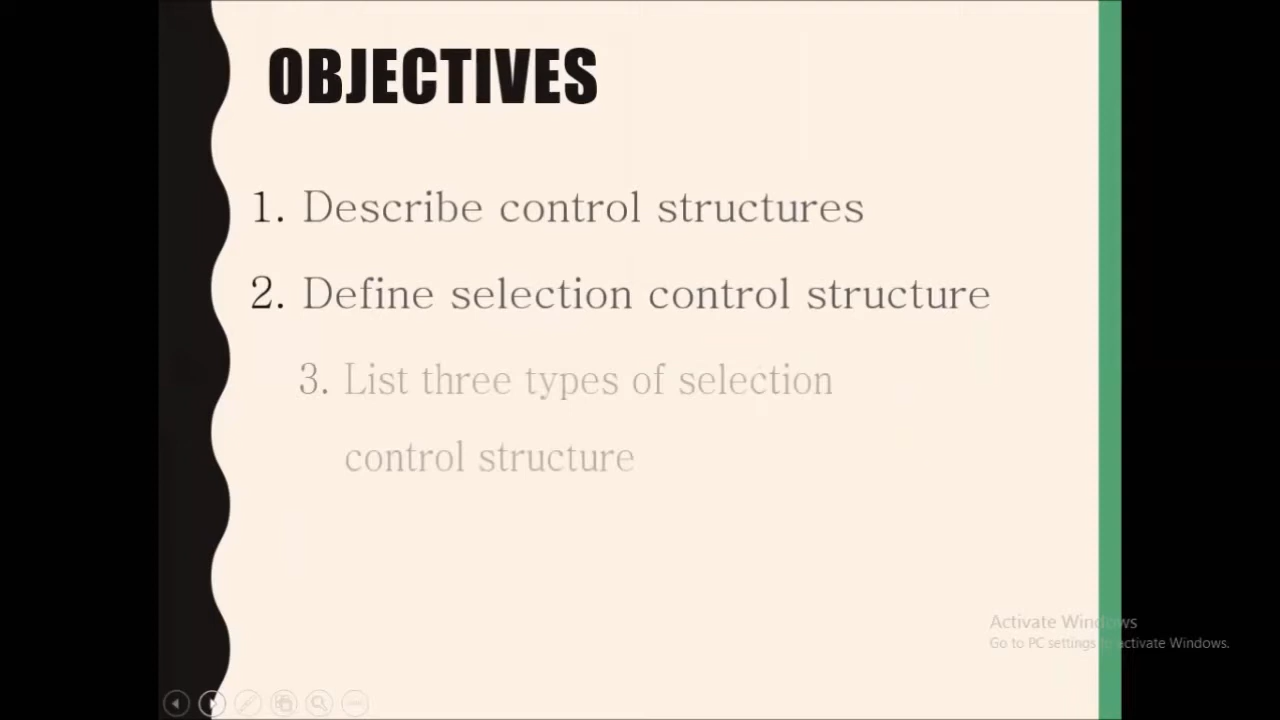 OBJECTIVES
1. Describe control structures
2. Define selection control structure
3. List three types of selection
control structure
Activate Windows
Go to PC settings to activate Windows.